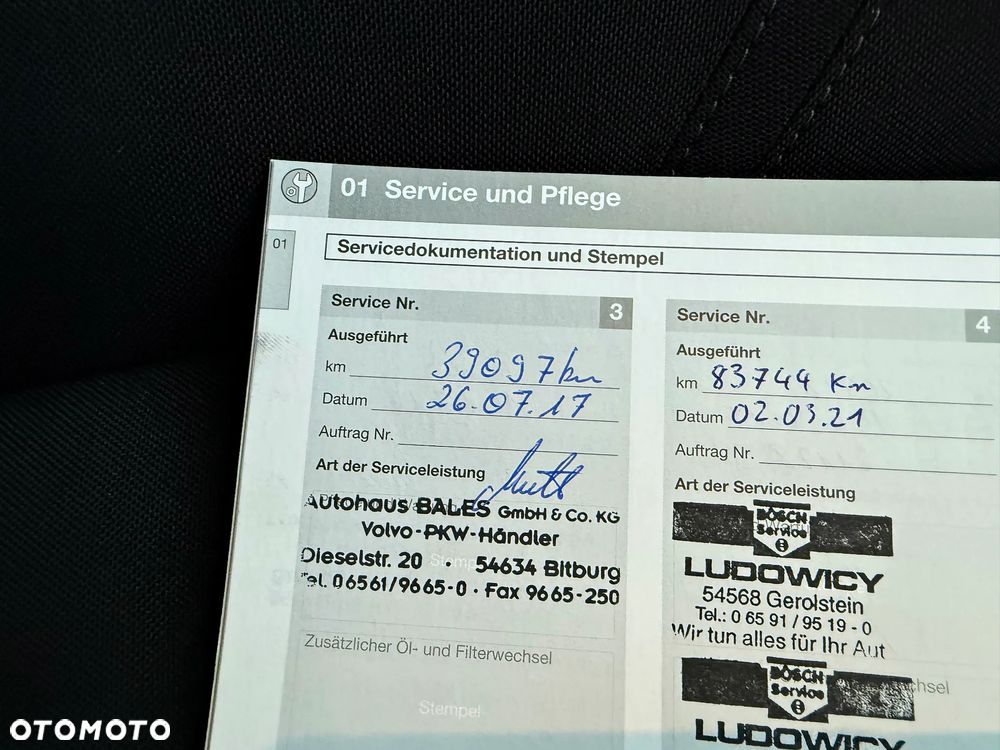 01 Service und Pflege
01
Servicedokumentation und Stempel
Service Nr. 3
Ausgeführt
km 39097km
Datum 26.07.17
Auftrag Nr.
Art der Serviceleistung
Autohaus BALES GmbH & Co. KG
Volvo-PKW-Händler
Dieselstr. 20 · 54634 Bitburg
Tel. 06561/9665-0 · Fax 9665-250
Stempel
Zusätzlicher Öl- und Filterwechsel
Stempel
Service Nr. 4
Ausgeführt
km 83744 Km
Datum 02.03.21
Auftrag Nr.
Art der Serviceleistung
BOSCH
Service
LUDOWICY
54568 Gerolstein
Tel.: 0 65 91 / 95 19 - 0
Wir tun alles für Ihr Aut
BOSCH
Service
LUDOWICY
OTOMOTO